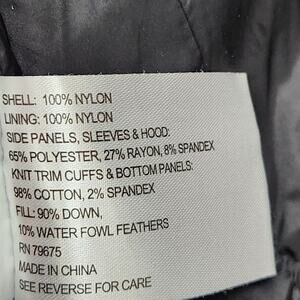 SHELL: 100% NYLON
LINING: 100% NYLON
SIDE PANELS, SLEEVES & HOOD:
65% POLYESTER, 27% RAYON, 8% SPANDEX
KNIT TRIM CUFFS & BOTTOM PANELS:
98% COTTON, 2% SPANDEX
FILL: 90% DOWN,
10% WATER FOWL FEATHERS
RN 79675
MADE IN CHINA
SEE REVERSE FOR CARE